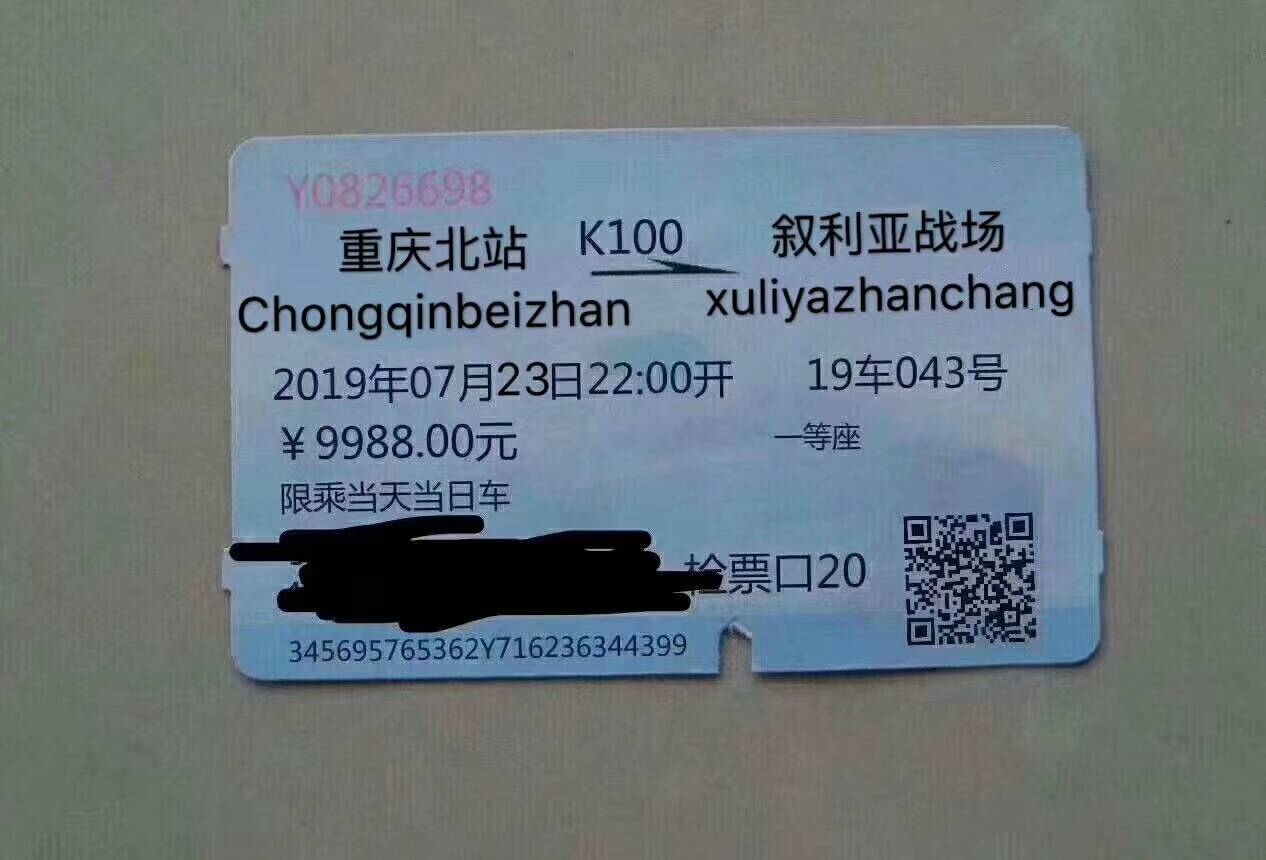 Y0826698
重庆北站 K100 叙利亚战场
Chongqinbeizhan xuliyazhanchang
2019年07月23日22:00开 19车043号
¥9988.00元 一等座
限乘当天当日车
检票口20
345695765362Y716236344399